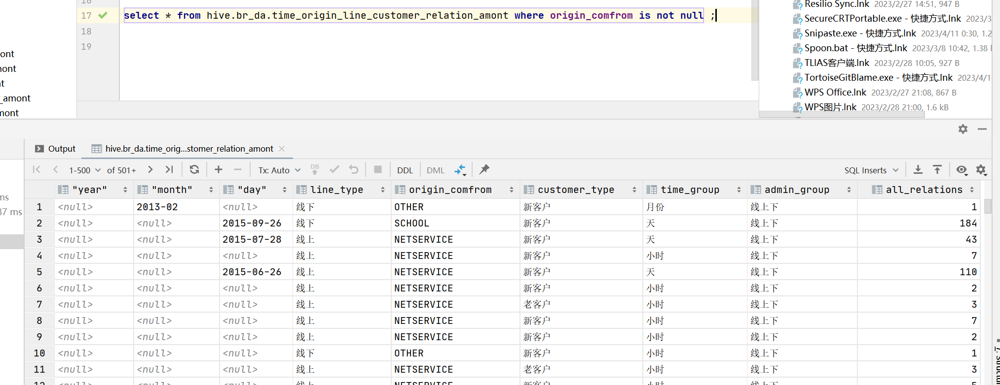 16
17 select * from hive.br_da.time_origin_line_customer_relation_amont where origin_comfrom is not null ;
18
19
ont
nont
nt
_amont
mont
Resilio Sync.lnk 2023/2/27 14:51, 947 B
SecureCRTPortable.exe - 快捷方式.lnk 2023/3
Snipaste.exe - 快捷方式.lnk 2023/4/11 0:30, 1.2
Spoon.bat - 快捷方式.lnk 2023/3/8 10:42, 1.38
TLIAS客户端.lnk 2023/2/28 10:05, 927 B
TortoiseGitBlame.exe - 快捷方式.lnk 2023/4/1
WPS Office.lnk 2023/2/27 21:08, 867 B
WPS图片.lnk 2023/2/28 21:00, 1.6 kB
Output hive.br_da.time_orig...stomer_relation_amont
1-500 of 501+ Tx: Auto DB DDL DML SQL Inserts
ms
37 ms
"year" "month" "day" line_type origin_comfrom customer_type time_group admin_group all_relations
1 <null> 2013-02 <null> 线下 OTHER 新客户 月份 线上下 1
2 <null> <null> 2015-09-26 线下 SCHOOL 新客户 天 线上下 184
3 <null> <null> 2015-07-28 线上 NETSERVICE 新客户 天 线上下 43
4 <null> <null> <null> 线上 NETSERVICE 新客户 小时 线上下 7
5 <null> <null> 2015-06-26 线上 NETSERVICE 新客户 天 线上下 110
6 <null> <null> <null> 线上 NETSERVICE 新客户 小时 线上下 2
7 <null> <null> <null> 线上 NETSERVICE 老客户 小时 线上下 3
8 <null> <null> <null> 线上 NETSERVICE 新客户 小时 线上下 7
9 <null> <null> <null> 线上 NETSERVICE 新客户 小时 线上下 2
10 <null> <null> <null> 线下 OTHER 新客户 小时 线上下 1
11 <null> <null> <null> 线上 NETSERVICE 老客户 小时 线上下 3
12 <null> <null> <null> 线上 NETSERVICE 新客户 小时 线上下 5